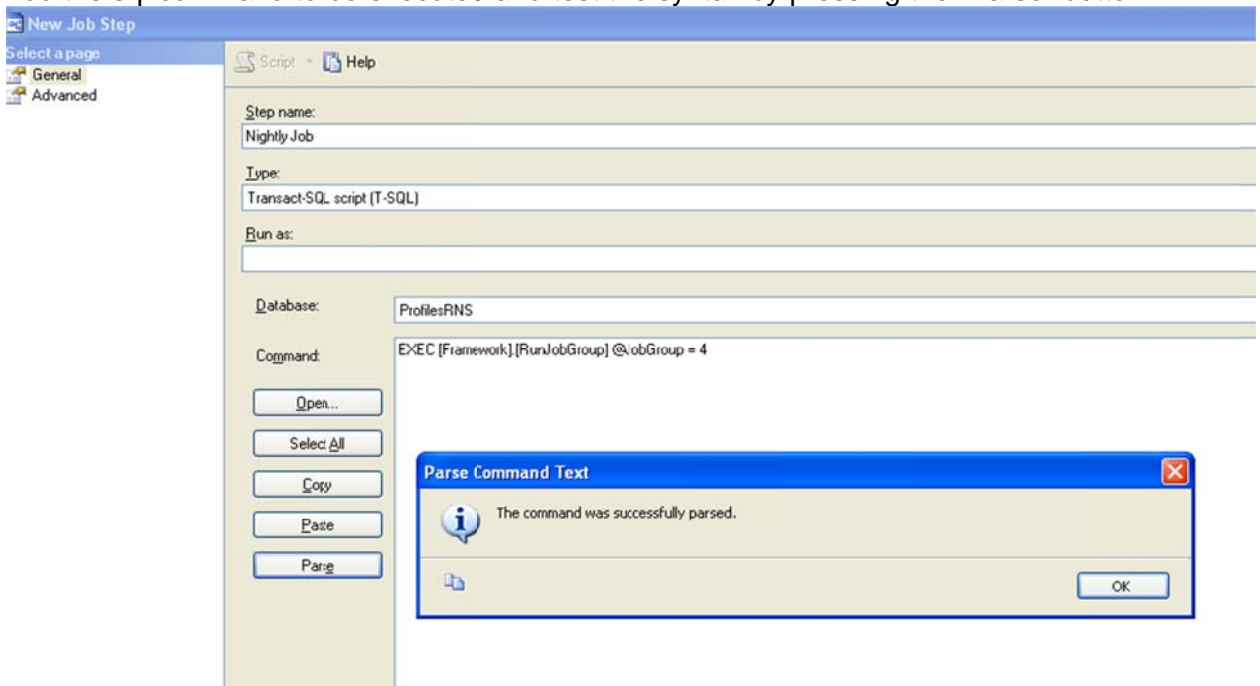 New Job Step
Select a page
General
Advanced
Script
Help
Step name:
Nightly Job
Type:
Transact-SQL script (T-SQL)
Run as:
Database:
ProfilesRNS
Command:
EXEC [Framework].[RunJobGroup] @JobGroup = 4
Open...
Select All
Copy
Paste
Parse
Parse Command Text
The command was successfully parsed.
OK